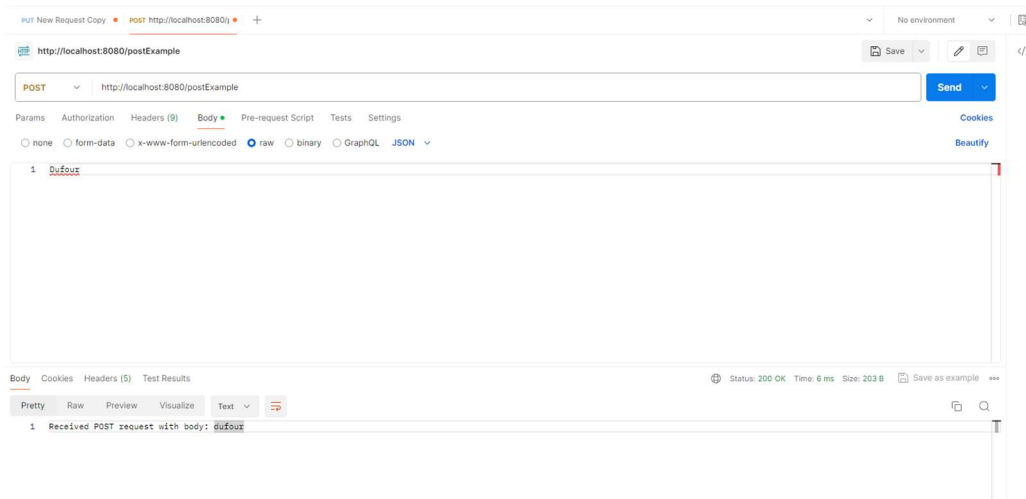 PUT New Request Copy POST http://localhost:8080/ No environment
HTTP http://localhost:8080/postExample Save
POST http://localhost:8080/postExample Send
Params Authorization Headers (9) Body Pre-request Script Tests Settings Cookies
none form-data x-www-form-urlencoded raw binary GraphQL JSON Beautify
1 Dufour
Body Cookies Headers (5) Test Results Status: 200 OK Time: 6 ms Size: 203 B Save as example
Pretty Raw Preview Visualize Text
1 Received POST request with body: dufour